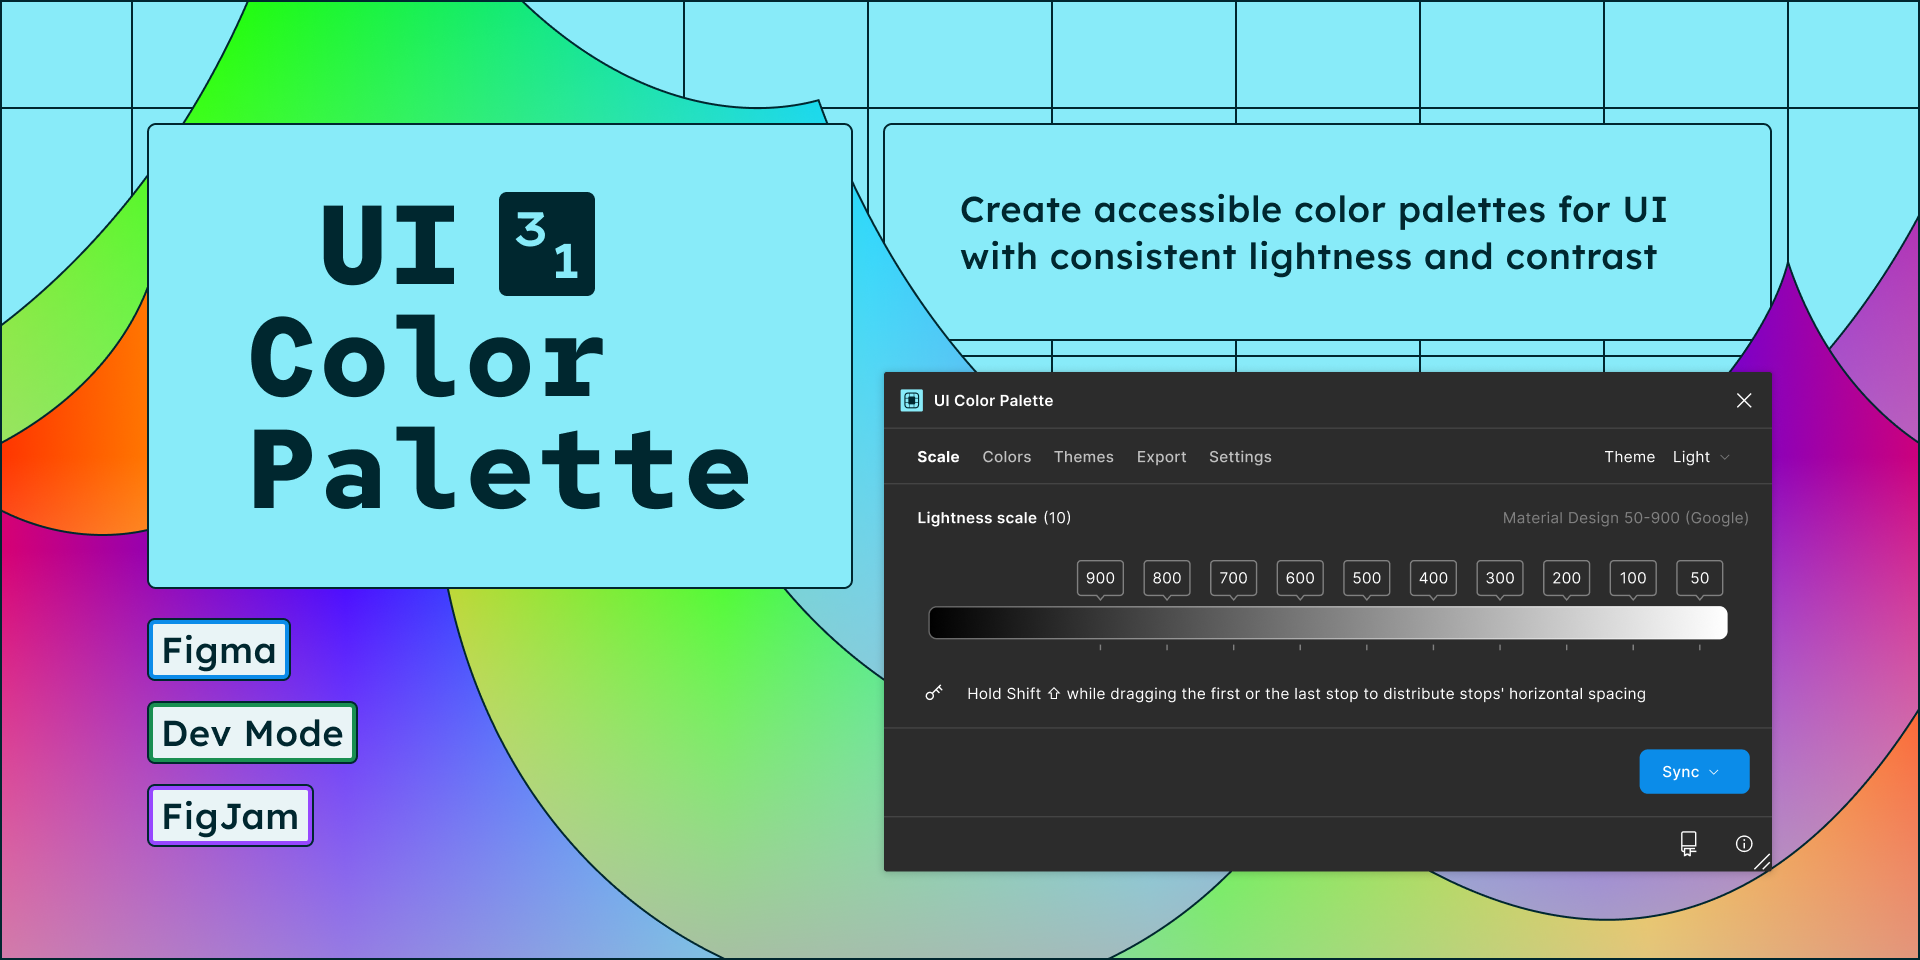 UI 3 1
Color
Palette
Create accessible color palettes for UI
with consistent lightness and contrast
Figma
Dev Mode
FigJam
UI Color Palette
Scale Colors Themes Export Settings Theme Light
Lightness scale (10) Material Design 50-900 (Google)
900 800 700 600 500 400 300 200 100 50
Hold Shift ⇧ while dragging the first or the last stop to distribute stops' horizontal spacing
Sync